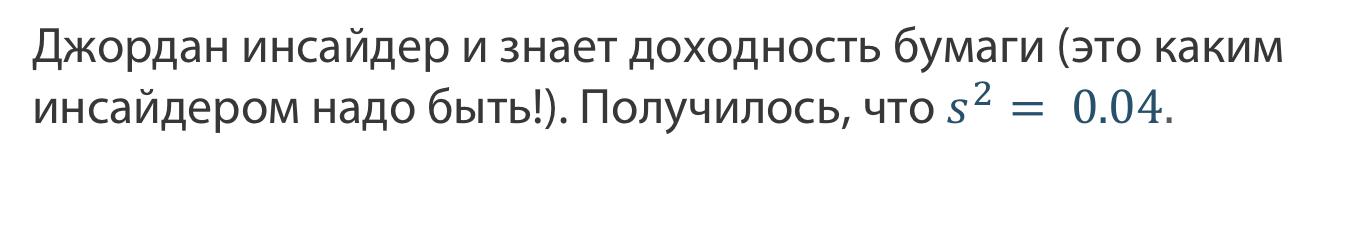 Джордан инсайдер и знает доходность бумаги (это каким
инсайдером надо быть!). Получилось, что s² = 0.04.